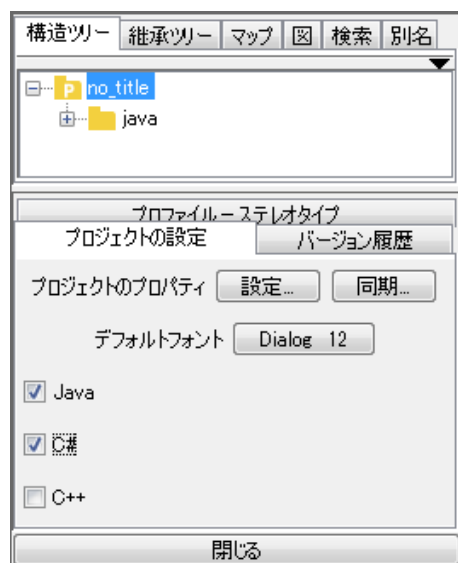 構造ツリー 継承ツリー マップ 図 検索 別名
no_title
java
プロファイル－ステレオタイプ
プロジェクトの設定 バージョン履歴
プロジェクトのプロパティ 設定... 同期...
デフォルトフォント Dialog 12
Java
C#
C++
閉じる